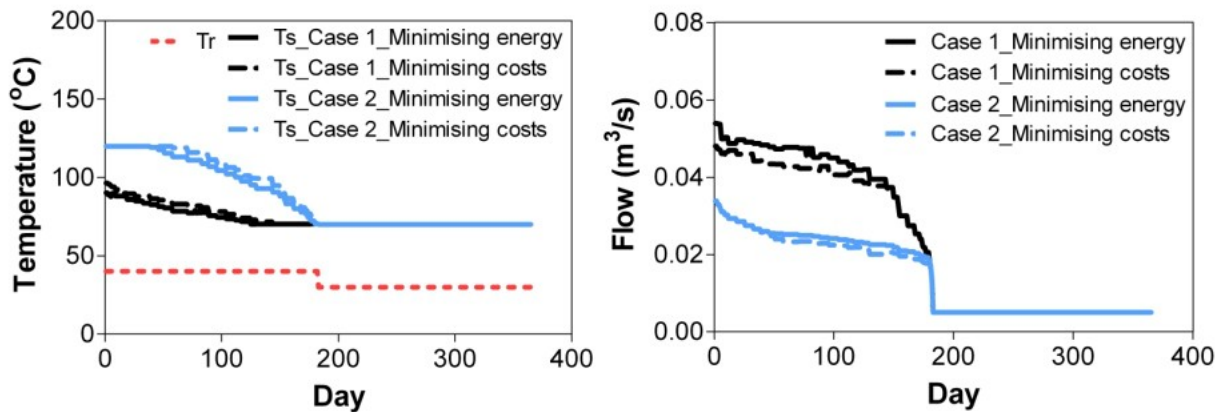 200
150
100
50
0
Temperature (°C)
0 100 200 300 400
Day
Tr
Ts_Case 1_Minimising energy
Ts_Case 1_Minimising costs
Ts_Case 2_Minimising energy
Ts_Case 2_Minimising costs
0.08
0.06
0.04
0.02
0.00
Flow (m³/s)
0 100 200 300 400
Day
Case 1_Minimising energy
Case 1_Minimising costs
Case 2_Minimising energy
Case 2_Minimising costs